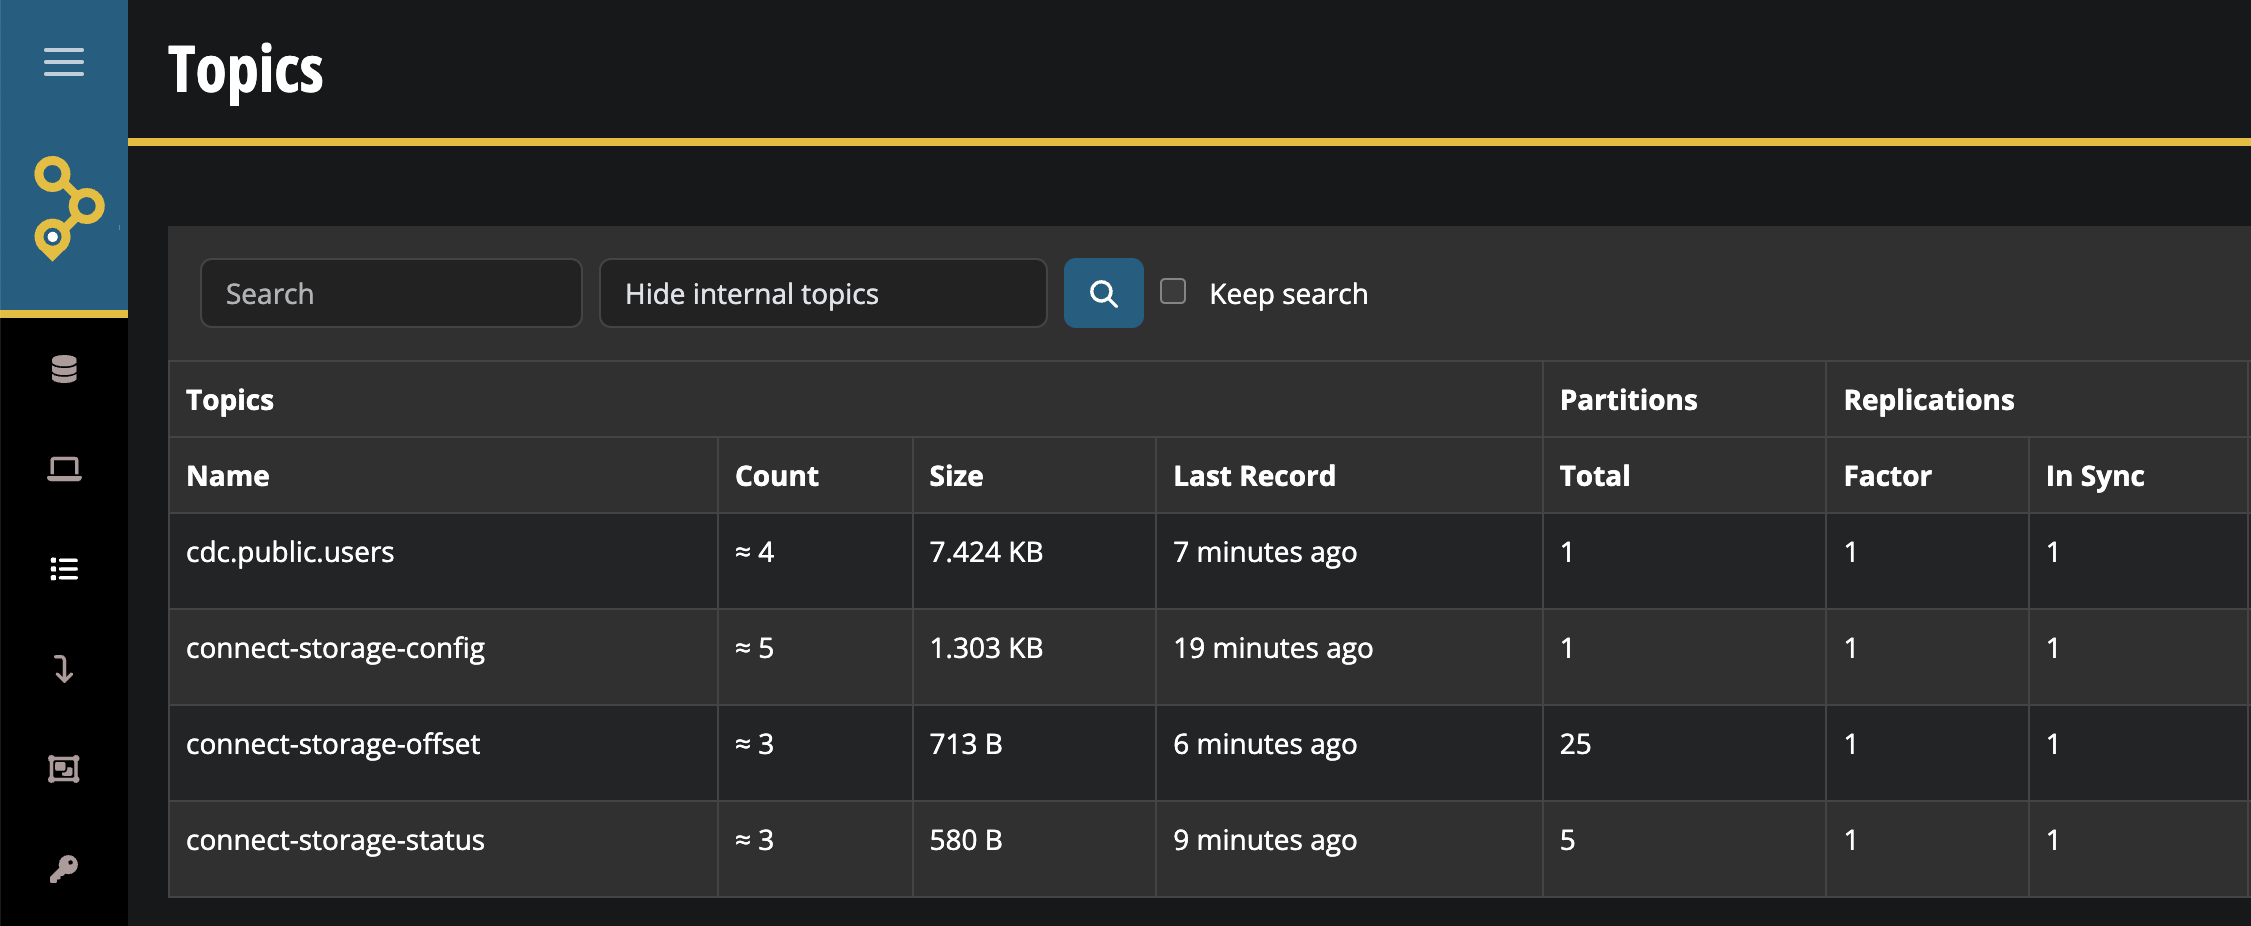 Topics
Search Hide internal topics Keep search
Topics Partitions Replications
Name Count Size Last Record Total Factor In Sync
cdc.public.users ≈ 4 7.424 KB 7 minutes ago 1 1 1
connect-storage-config ≈ 5 1.303 KB 19 minutes ago 1 1 1
connect-storage-offset ≈ 3 713 B 6 minutes ago 25 1 1
connect-storage-status ≈ 3 580 B 9 minutes ago 5 1 1